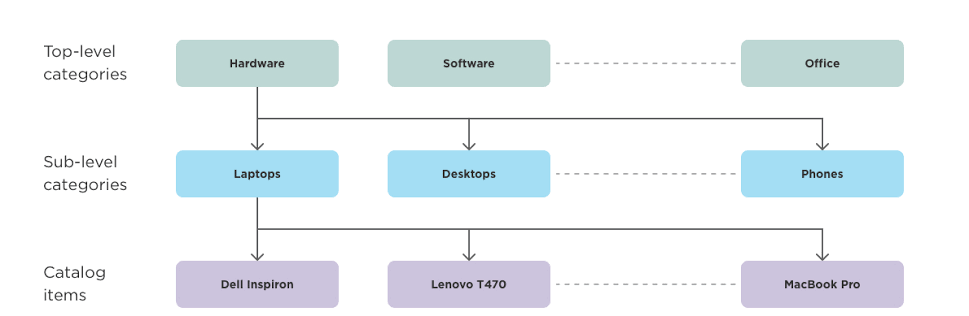 Top-level
categories
Hardware
Software
Office
Sub-level
categories
Laptops
Desktops
Phones
Catalog
items
Dell Inspiron
Lenovo T470
MacBook Pro